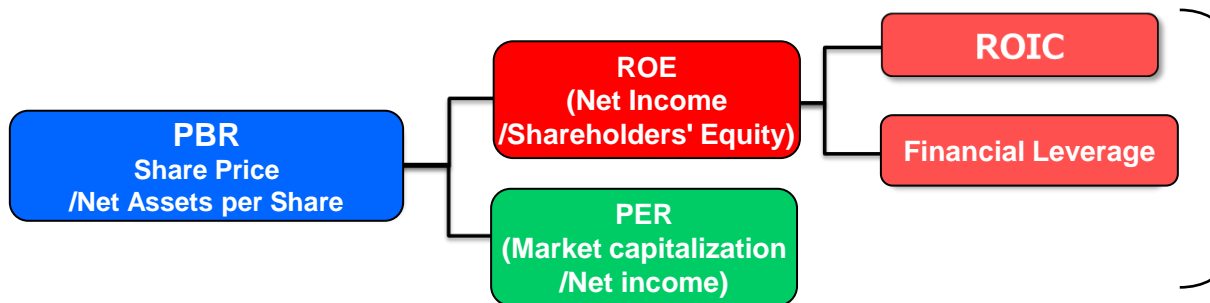 PBR
Share Price
/Net Assets per Share
ROE
(Net Income
/Shareholders' Equity)
PER
(Market capitalization
/Net income)
ROIC
Financial Leverage